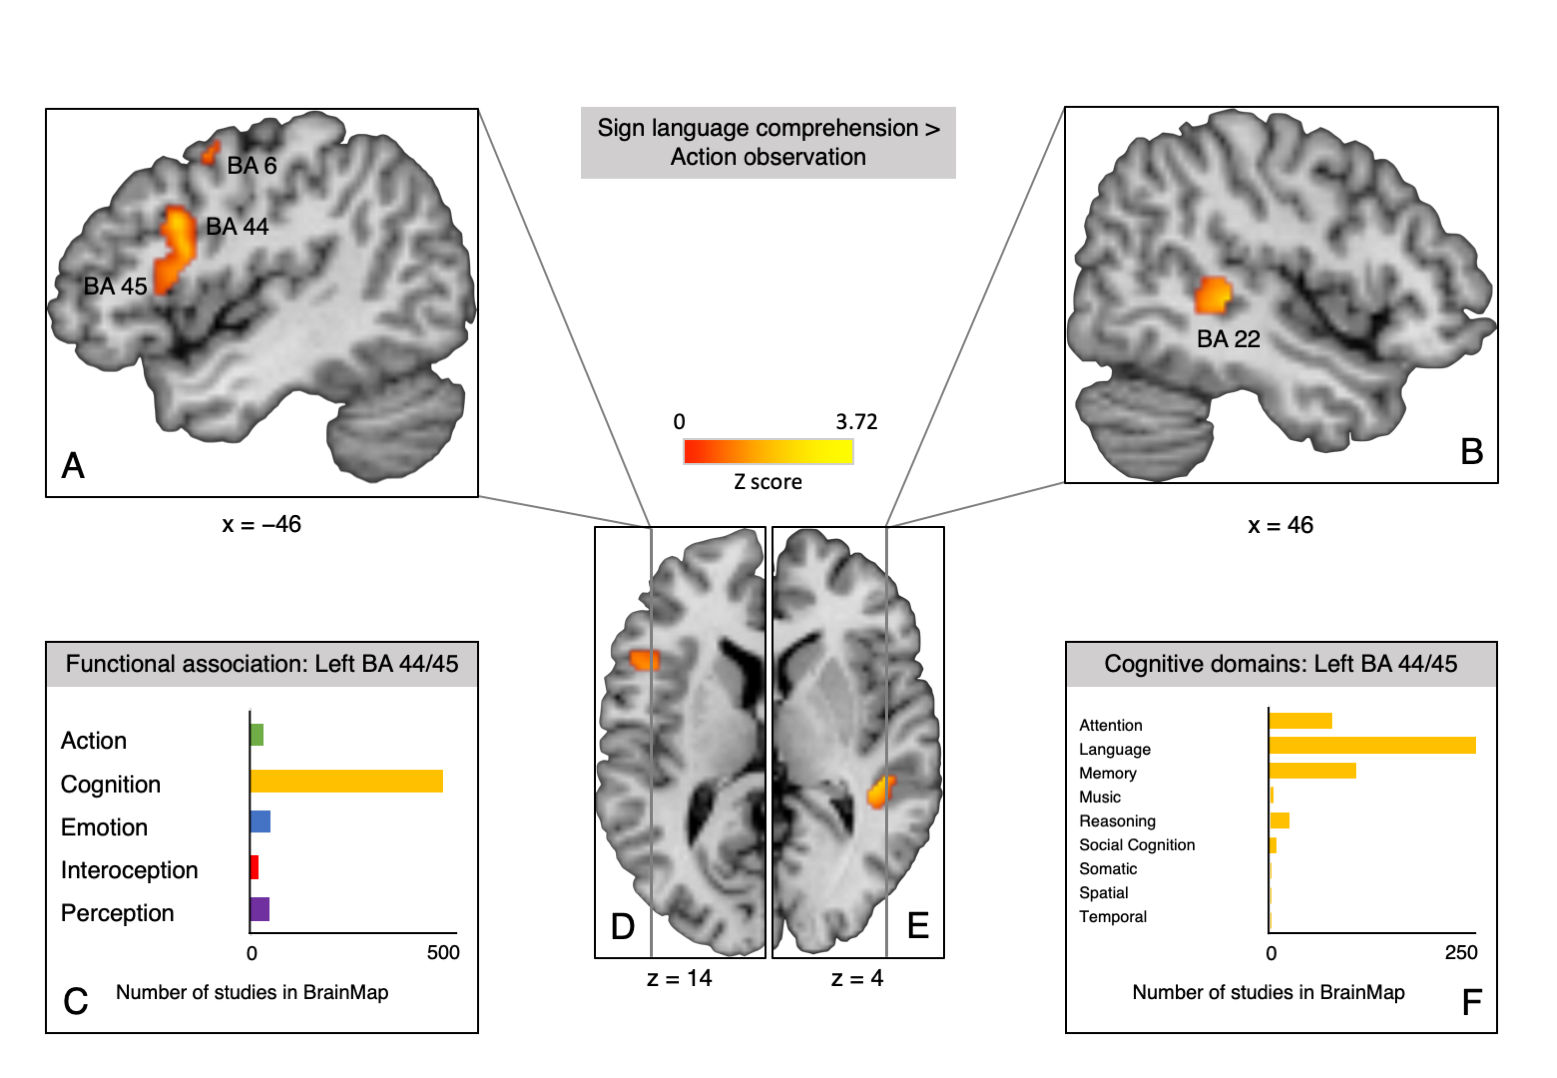 Sign language comprehension >
Action observation
BA 6
BA 44
BA 45
A
x = −46
BA 22
B
x = 46
0 3.72
Z score
D
z = 14
E
z = 4
Functional association: Left BA 44/45
Action
Cognition
Emotion
Interoception
Perception
0 500
Number of studies in BrainMap
C
Cognitive domains: Left BA 44/45
Attention
Language
Memory
Music
Reasoning
Social Cognition
Somatic
Spatial
Temporal
0 250
Number of studies in BrainMap
F